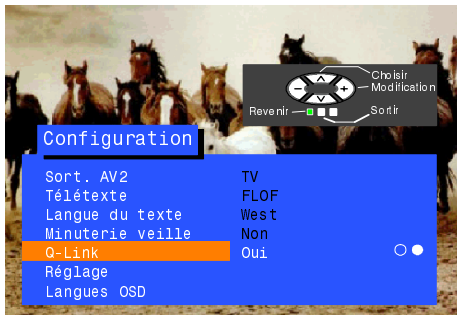 Choisir
− + Modification
Revenir Sortir
Configuration
Sort. AV2 TV
Télétexte FLOF
Langue du texte West
Minuterie veille Non
Q-Link Oui
Réglage
Langues OSD